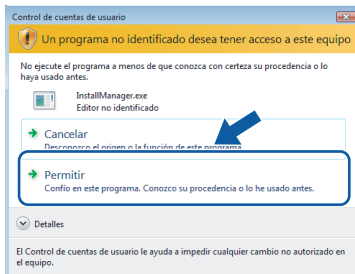 Control de cuentas de usuario
Un programa no identificado desea tener acceso a este equipo
No ejecute el programa a menos de que conozca con certeza su procedencia o lo
haya usado antes.
InstallManager.exe
Editor no identificado
Cancelar
Desconozco el origen o la función de este programa.
Permitir
Confío en este programa. Conozco su procedencia o lo he usado antes.
Detalles
El Control de cuentas de usuario le ayuda a impedir cualquier cambio no autorizado en
el equipo.